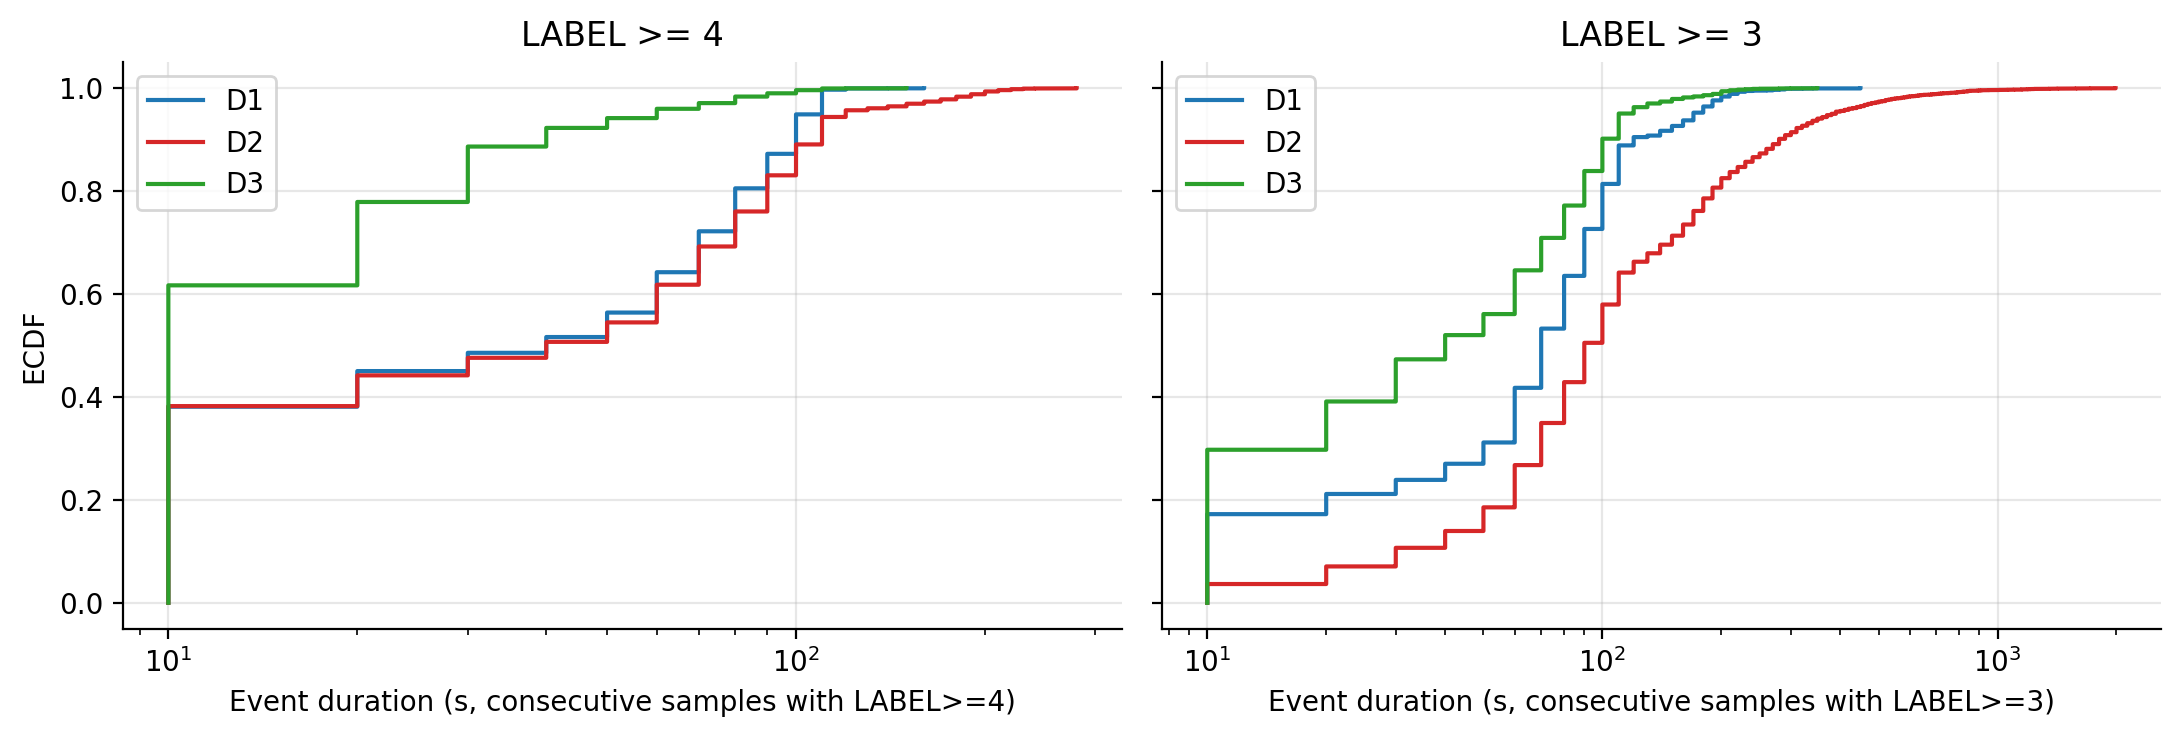 LABEL >= 4
LABEL >= 3
ECDF
1.0
0.8
0.6
0.4
0.2
0.0
D1
D2
D3
10¹
10²
Event duration (s, consecutive samples with LABEL>=4)
D1
D2
D3
10¹
10²
10³
Event duration (s, consecutive samples with LABEL>=3)